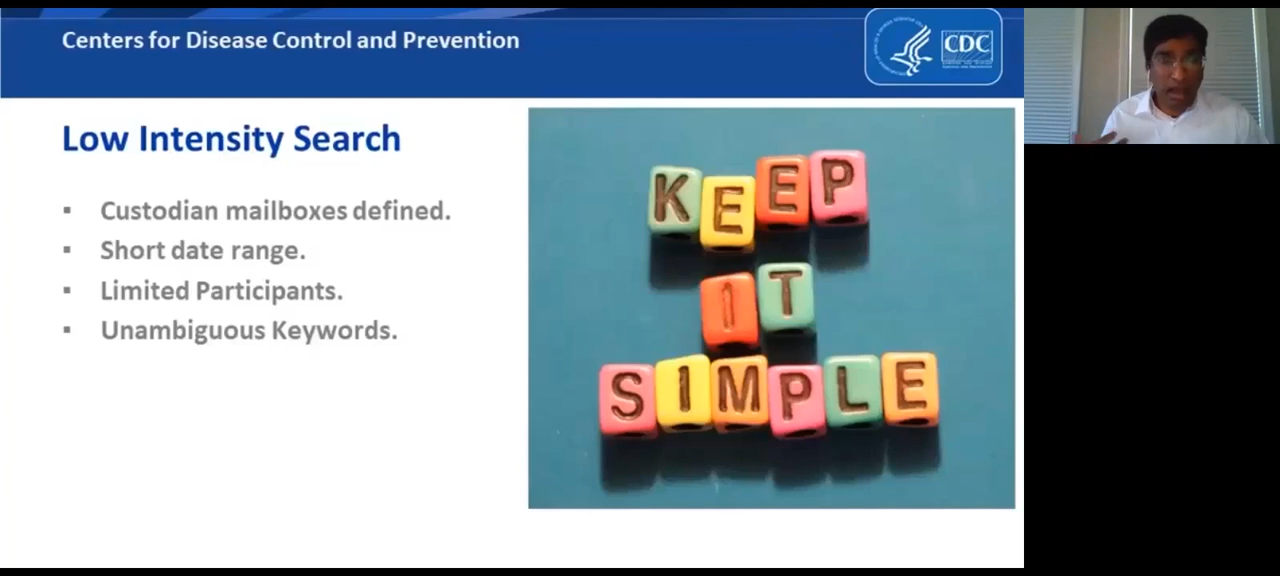 Centers for Disease Control and Prevention
CDC
Low Intensity Search
▪ Custodian mailboxes defined.
▪ Short date range.
▪ Limited Participants.
▪ Unambiguous Keywords.
KEEP
IT
SIMPLE